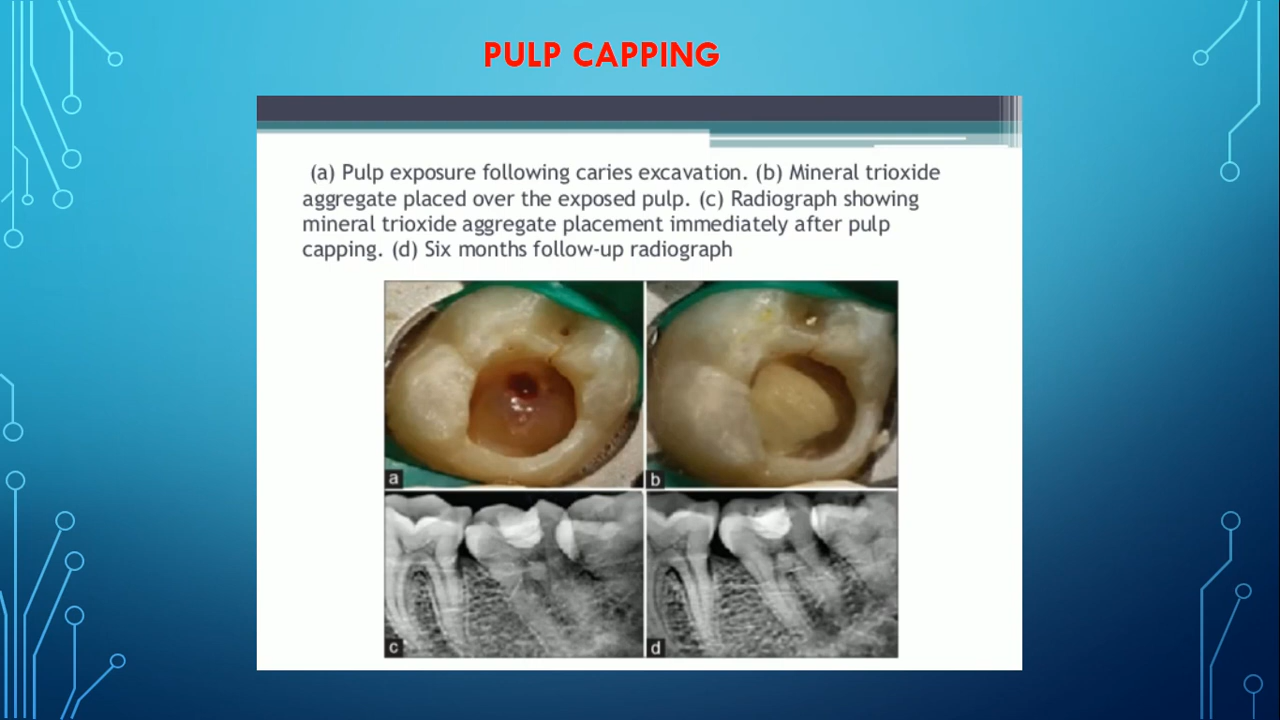 PULP CAPPING
(a) Pulp exposure following caries excavation. (b) Mineral trioxide
aggregate placed over the exposed pulp. (c) Radiograph showing
mineral trioxide aggregate placement immediately after pulp
capping. (d) Six months follow-up radiograph
a
b
c
d